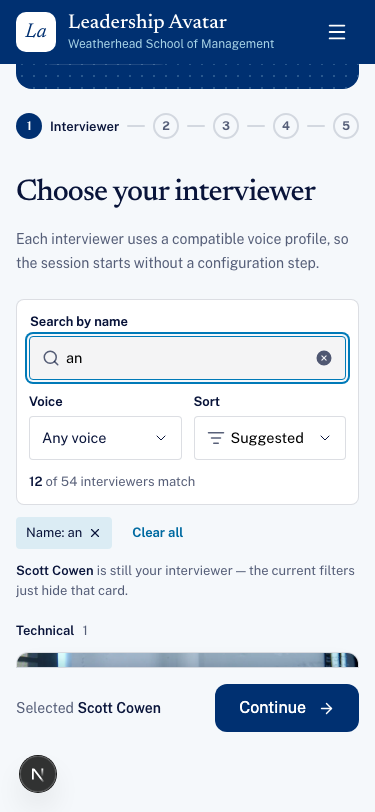 La
Leadership Avatar
Weatherhead School of Management
1 Interviewer 2 3 4 5
Choose your interviewer
Each interviewer uses a compatible voice profile, so
the session starts without a configuration step.
Search by name
an
Voice Sort
Any voice Suggested
12 of 54 interviewers match
Name: an Clear all
Scott Cowen is still your interviewer — the current filters
just hide that card.
Technical 1
Selected Scott Cowen Continue
N